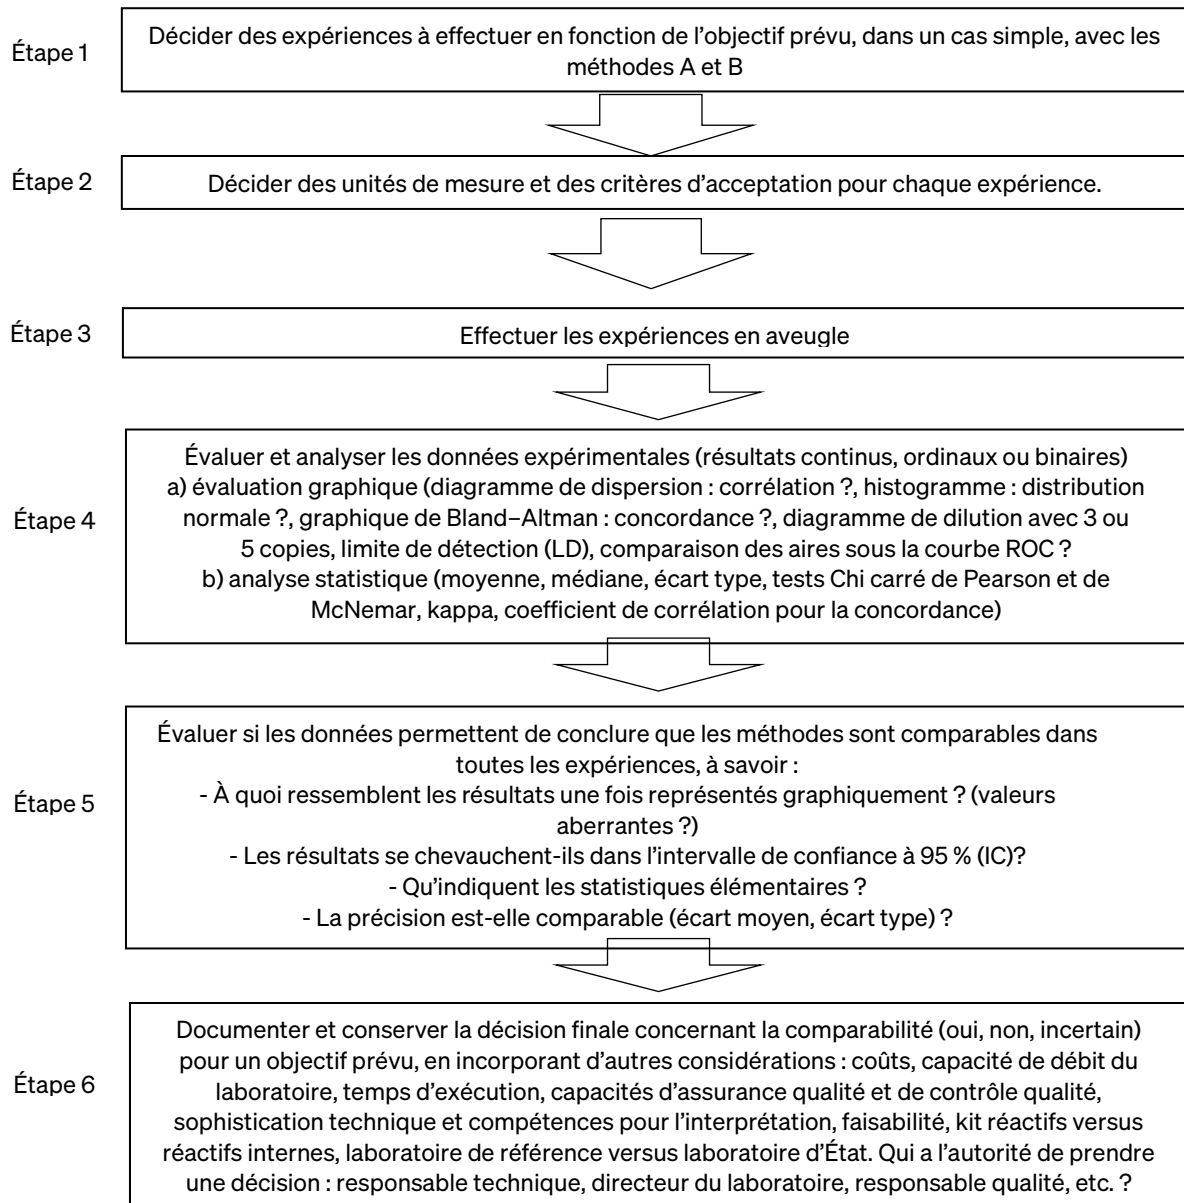 Étape 1
Décider des expériences à effectuer en fonction de l’objectif prévu, dans un cas simple, avec les
méthodes A et B
Étape 2
Décider des unités de mesure et des critères d’acceptation pour chaque expérience.
Étape 3
Effectuer les expériences en aveugle
Étape 4
Évaluer et analyser les données expérimentales (résultats continus, ordinaux ou binaires)
a) évaluation graphique (diagramme de dispersion : corrélation ?, histogramme : distribution
normale ?, graphique de Bland–Altman : concordance ?, diagramme de dilution avec 3 ou
5 copies, limite de détection (LD), comparaison des aires sous la courbe ROC ?
b) analyse statistique (moyenne, médiane, écart type, tests Chi carré de Pearson et de
McNemar, kappa, coefficient de corrélation pour la concordance)
Étape 5
Évaluer si les données permettent de conclure que les méthodes sont comparables dans
toutes les expériences, à savoir :
- À quoi ressemblent les résultats une fois représentés graphiquement ? (valeurs
aberrantes ?)
- Les résultats se chevauchent-ils dans l’intervalle de confiance à 95 % (IC)?
- Qu’indiquent les statistiques élémentaires ?
- La précision est-elle comparable (écart moyen, écart type) ?
Étape 6
Documenter et conserver la décision finale concernant la comparabilité (oui, non, incertain)
pour un objectif prévu, en incorporant d’autres considérations : coûts, capacité de débit du
laboratoire, temps d’exécution, capacités d’assurance qualité et de contrôle qualité,
sophistication technique et compétences pour l’interprétation, faisabilité, kit réactifs versus
réactifs internes, laboratoire de référence versus laboratoire d’État. Qui a l’autorité de prendre
une décision : responsable technique, directeur du laboratoire, responsable qualité, etc. ?